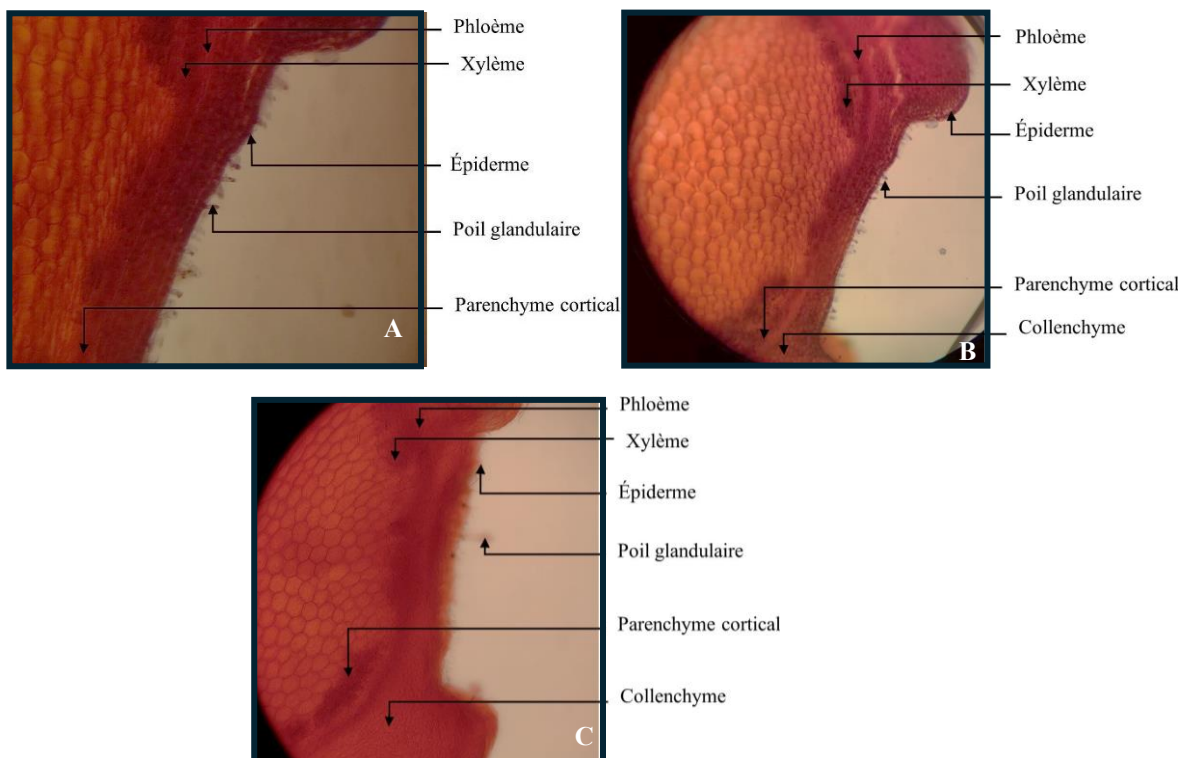 Phloème
Xylème
Épiderme
Poil glandulaire
Parenchyme cortical
A
Phloème
Xylème
Épiderme
Poil glandulaire
Parenchyme cortical
Collenchyme
B
Phloème
Xylème
Épiderme
Poil glandulaire
Parenchyme cortical
Collenchyme
C